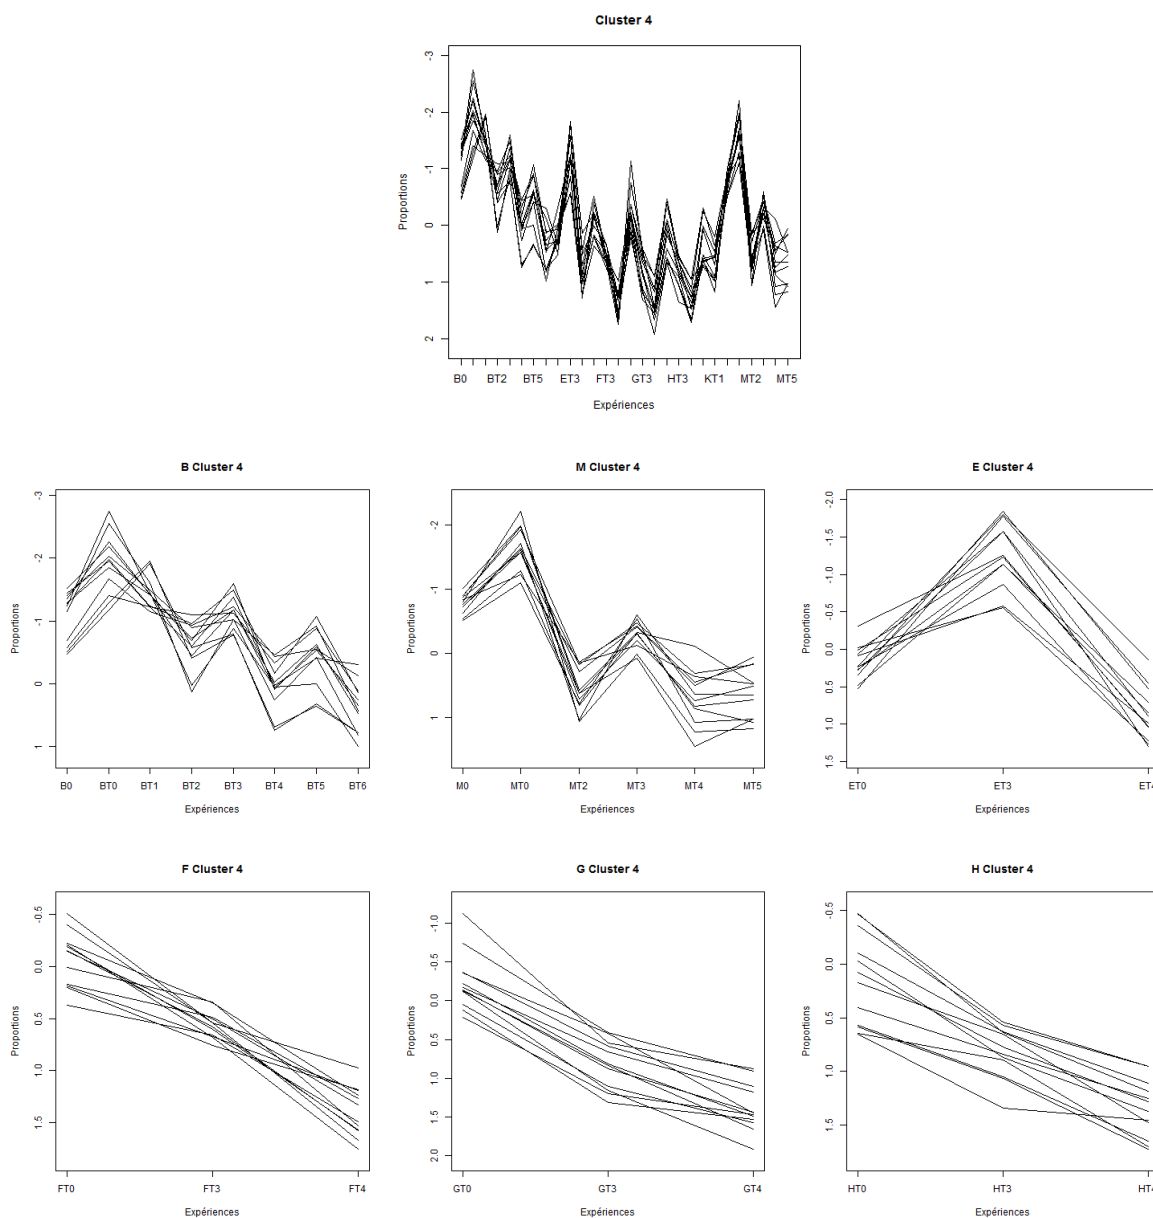 Cluster 4
Proportions
-3
-2
-1
0
1
2
B0 BT2 BT5 ET3 FT3 GT3 HT3 KT1 MT2 MT5
Expériences
B Cluster 4
Proportions
-3
-2
-1
0
1
B0 BT0 BT1 BT2 BT3 BT4 BT5 BT6
Expériences
M Cluster 4
Proportions
-2
-1
0
1
M0 MT0 MT2 MT3 MT4 MT5
Expériences
E Cluster 4
Proportions
-2.0
-1.5
-1.0
-0.5
0.0
0.5
1.0
1.5
ET0 ET3 ET4
Expériences
F Cluster 4
Proportions
-0.5
0.0
0.5
1.0
1.5
FT0 FT3 FT4
Expériences
G Cluster 4
Proportions
-1.0
-0.5
0.0
0.5
1.0
1.5
2.0
GT0 GT3 GT4
Expériences
H Cluster 4
Proportions
-0.5
0.0
0.5
1.0
1.5
HT0 HT3 HT4
Expériences